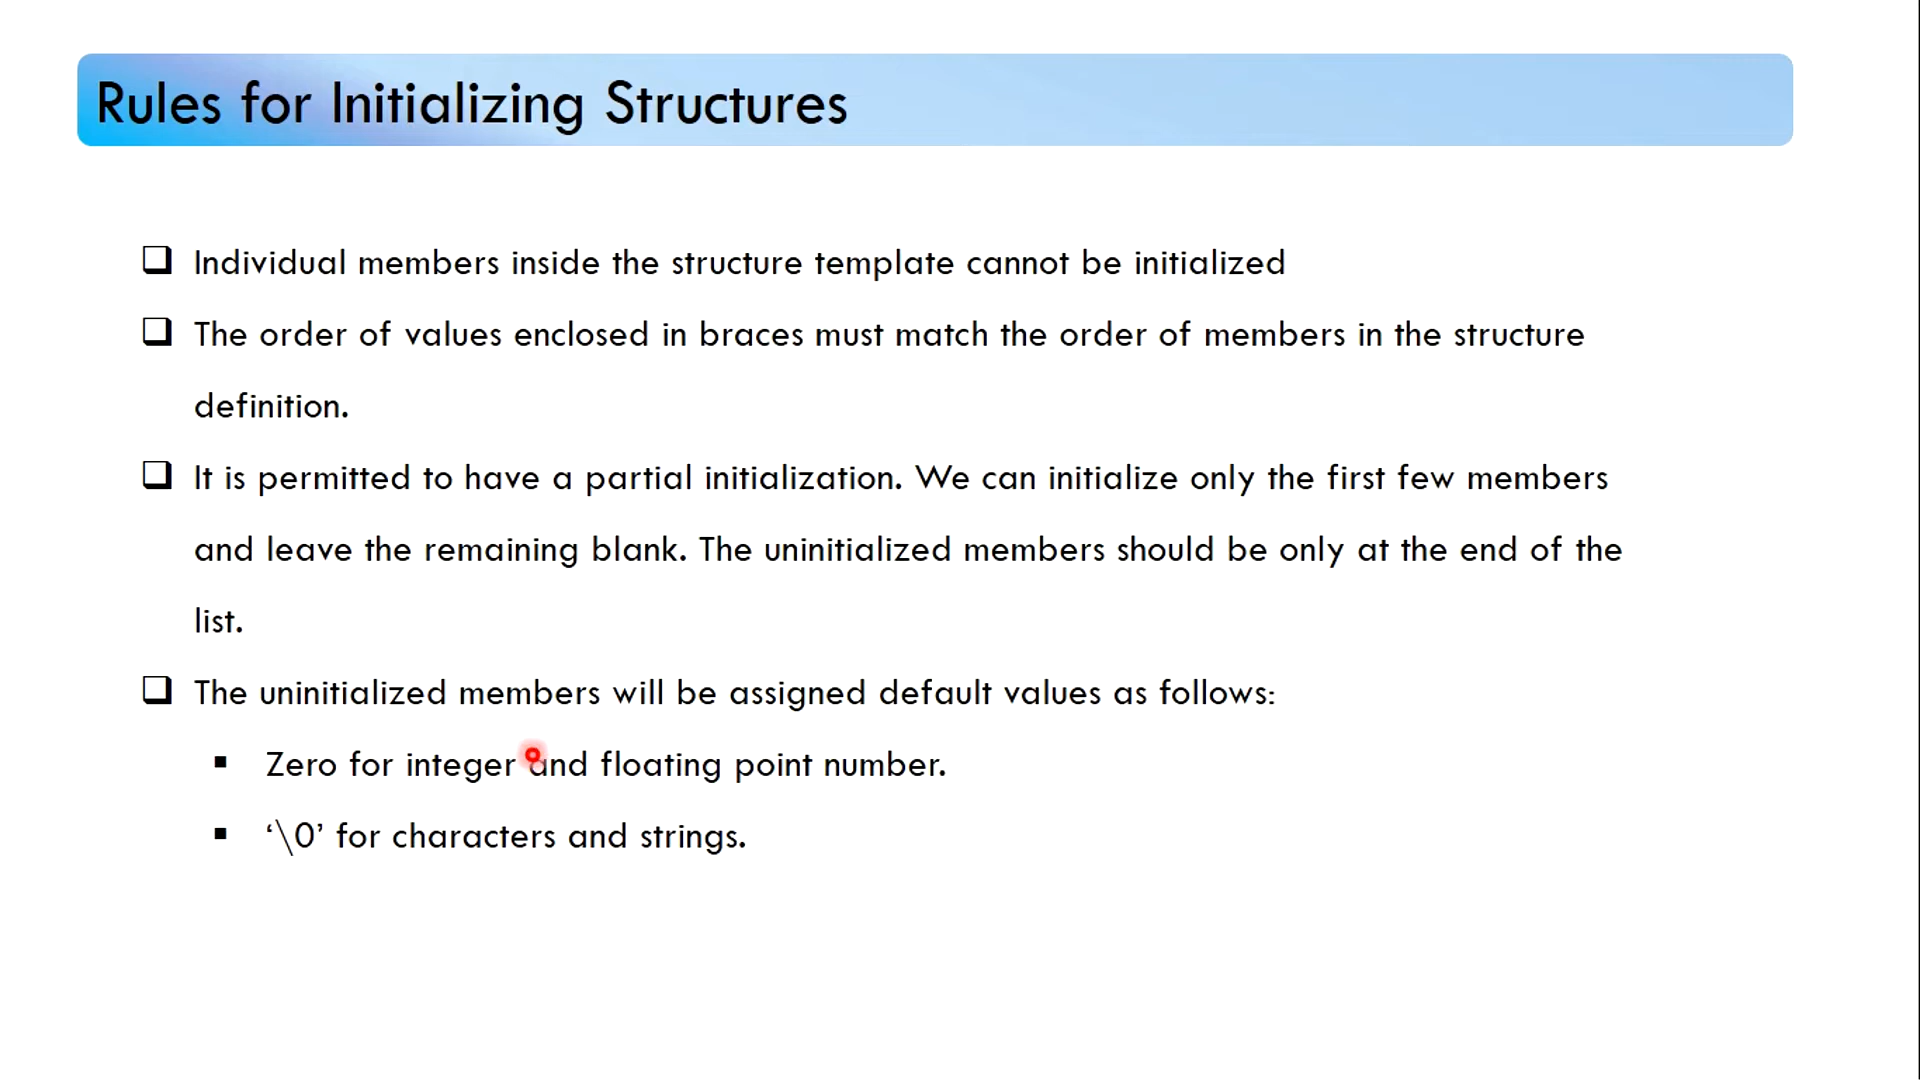 Rules for Initializing Structures
Individual members inside the structure template cannot be initialized
The order of values enclosed in braces must match the order of members in the structure
definition.
It is permitted to have a partial initialization. We can initialize only the first few members
and leave the remaining blank. The uninitialized members should be only at the end of the
list.
The uninitialized members will be assigned default values as follows:
Zero for integer and floating point number.
‘\0’ for characters and strings.